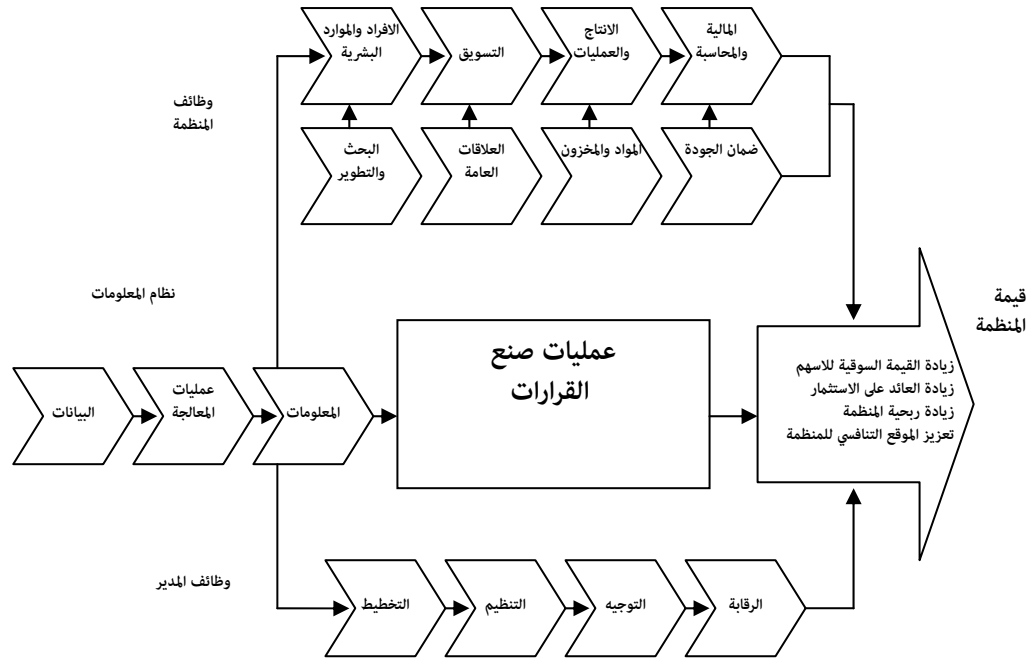 الافراد والموارد
البشرية
التسويق
الانتاج
والعمليات
المالية
والمحاسبة
وظائف
المنظمة
البحث
والتطوير
العلاقات
العامة
المواد والمخزون
ضمان الجودة
نظام المعلومات
البيانات
عمليات
المعالجة
المعلومات
عمليات صنع
القرارات
قيمة
المنظمة
زيادة القيمة السوقية للاسهم
زيادة العائد على الاستثمار
زيادة ربحية المنظمة
تعزيز الموقع التنافسي للمنظمة
وظائف المدير
التخطيط
التنظيم
التوجيه
الرقابة